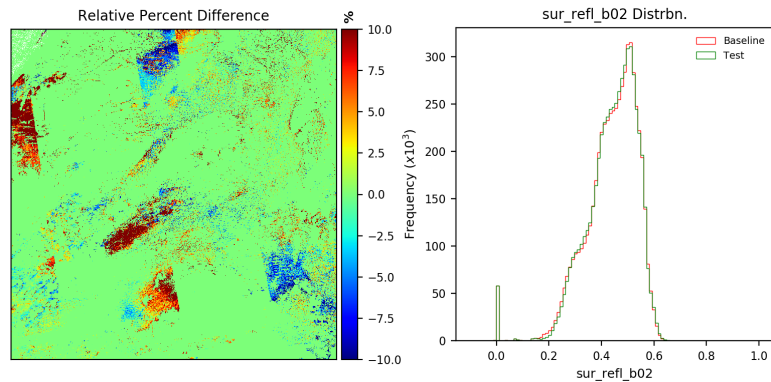 Relative Percent Difference
%
10.0
7.5
5.0
2.5
0.0
−2.5
−5.0
−7.5
−10.0
sur_refl_b02 Distrbn.
Baseline
Test
Frequency (x10³)
300
250
200
150
100
50
0
0.0 0.2 0.4 0.6 0.8 1.0
sur_refl_b02